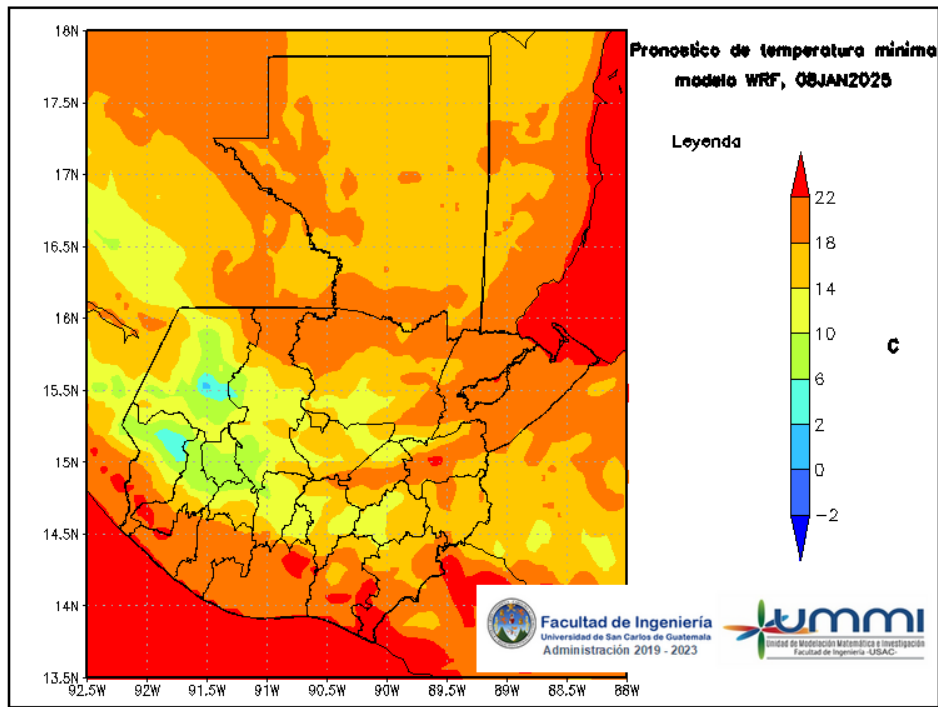 Pronostico de temperatura minima
modelo WRF, 08JAN2025
Leyenda
22
18
14
10
6
2
0
−2
C
18N
17.5N
17N
16.5N
16N
15.5N
15N
14.5N
14N
13.5N
92.5W 92W 91.5W 91W 90.5W 90W 89.5W 89W 88.5W 88W
Facultad de Ingeniería
Universidad de San Carlos de Guatemala
Administración 2019 - 2023
UMMI
Unidad de Modelación Matemática e Investigación
Facultad de Ingeniería -USAC-